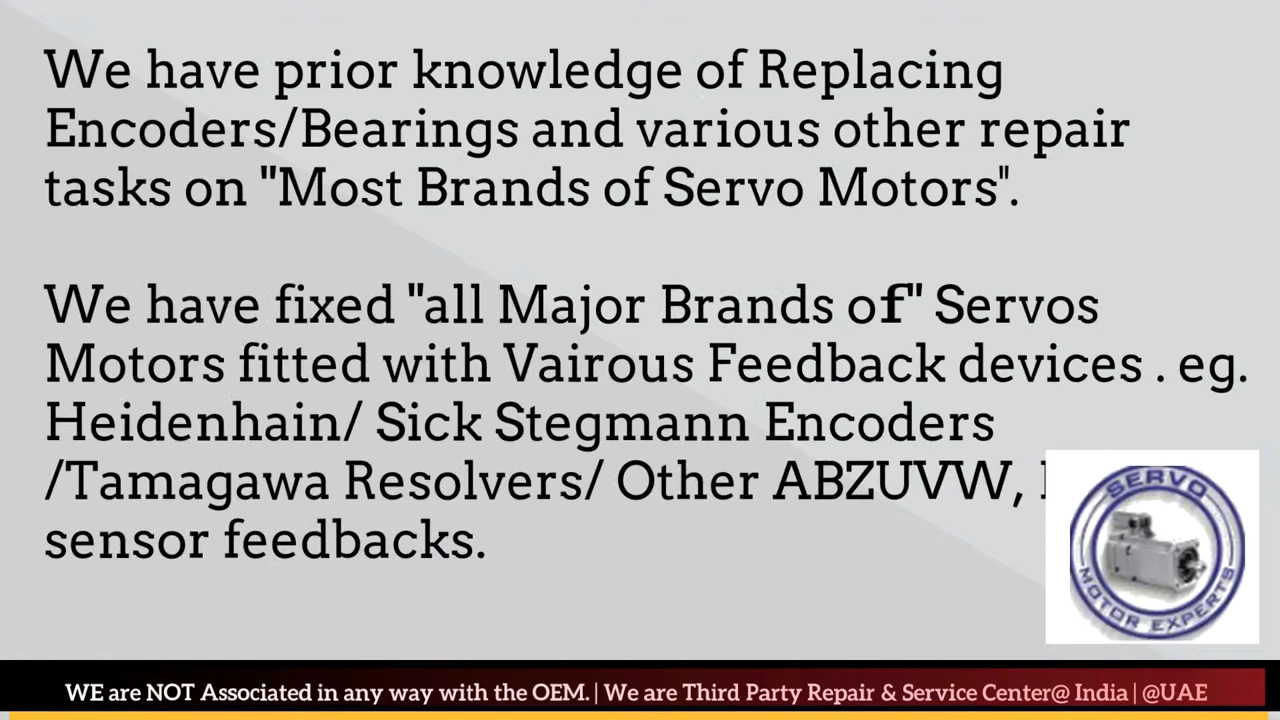 We have prior knowledge of Replacing
Encoders/Bearings and various other repair
tasks on "Most Brands of Servo Motors".
We have fixed "all Major Brands of" Servos
Motors fitted with Vairous Feedback devices . eg.
Heidenhain/ Sick Stegmann Encoders
/Tamagawa Resolvers/ Other ABZUVW,
sensor feedbacks.
SERVO
MOTOR EXPERTS
WE are NOT Associated in any way with the OEM. | We are Third Party Repair & Service Center@ India | @UAE